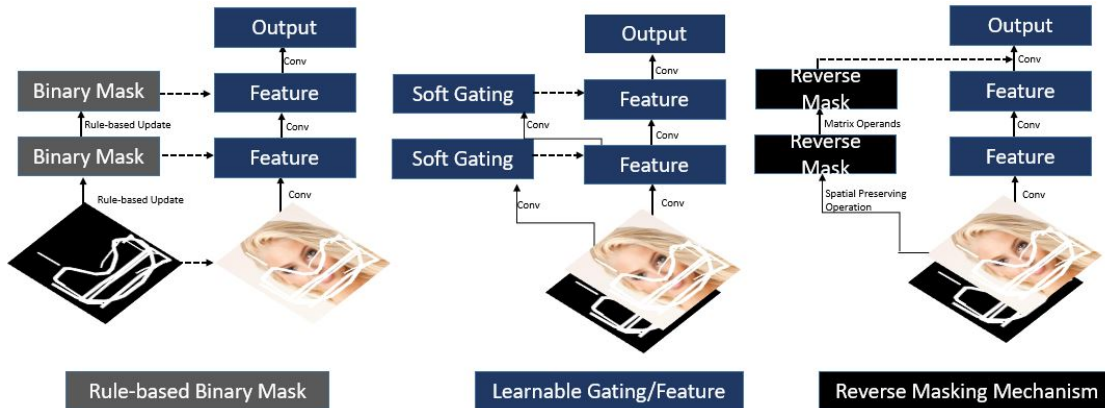 Output
Conv
Binary Mask
Feature
Rule-based Update
Conv
Binary Mask
Feature
Rule-based Update
Conv
Rule-based Binary Mask
Output
Conv
Soft Gating
Feature
Conv
Conv
Soft Gating
Feature
Conv
Conv
Learnable Gating/Feature
Output
Conv
Reverse
Mask
Feature
Matrix Operands
Conv
Reverse
Mask
Feature
Spatial Preserving
Operation
Conv
Reverse Masking Mechanism